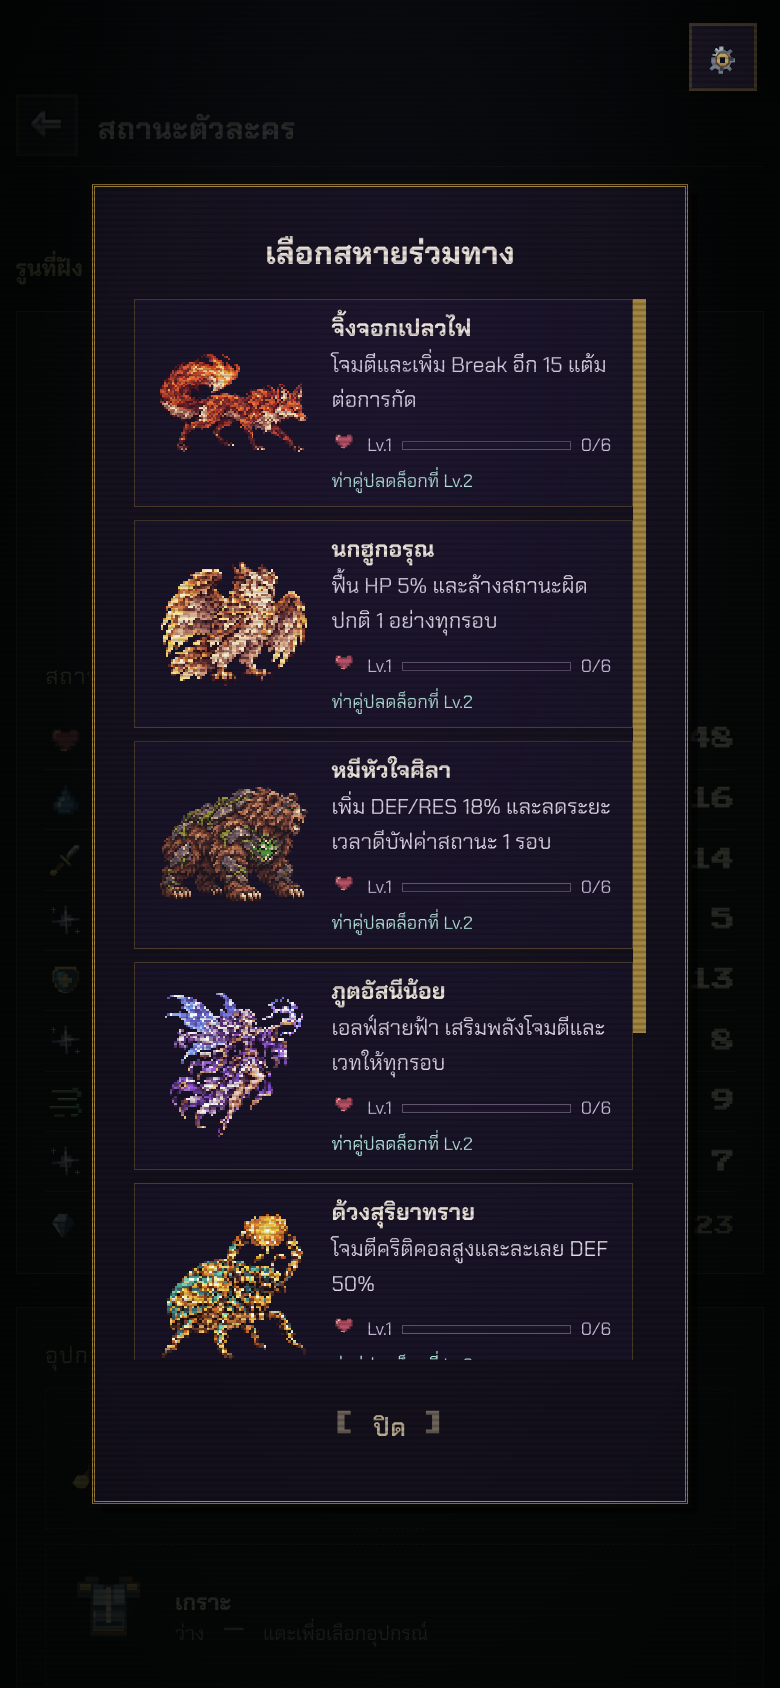 สถานะตัวละคร
รูนที่ฝัง
เลือกสหายร่วมทาง
จิ้งจอกเปลวไฟ
โจมตีและเพิ่ม Break อีก 15 แต้ม
ต่อการกัด
Lv.1 0/6
ท่าคู่ปลดล็อกที่ Lv.2
นกฮูกอรุณ
ฟื้น HP 5% และล้างสถานะผิด
ปกติ 1 อย่างทุกรอบ
Lv.1 0/6
ท่าคู่ปลดล็อกที่ Lv.2
หมีหัวใจศิลา
เพิ่ม DEF/RES 18% และลดระยะ
เวลาดีบัฟค่าสถานะ 1 รอบ
Lv.1 0/6
ท่าคู่ปลดล็อกที่ Lv.2
ภูตอัสนีน้อย
เอลฟ์สายฟ้า เสริมพลังโจมตีและ
เวทให้ทุกรอบ
Lv.1 0/6
ท่าคู่ปลดล็อกที่ Lv.2
ด้วงสุริยาทราย
โจมตีคริติคอลสูงและละเลย DEF
50%
Lv.1 0/6
48
16
14
5
13
8
9
7
23
[ ปิด ]
เกราะ
ว่าง — แตะเพื่อเลือกอุปกรณ์